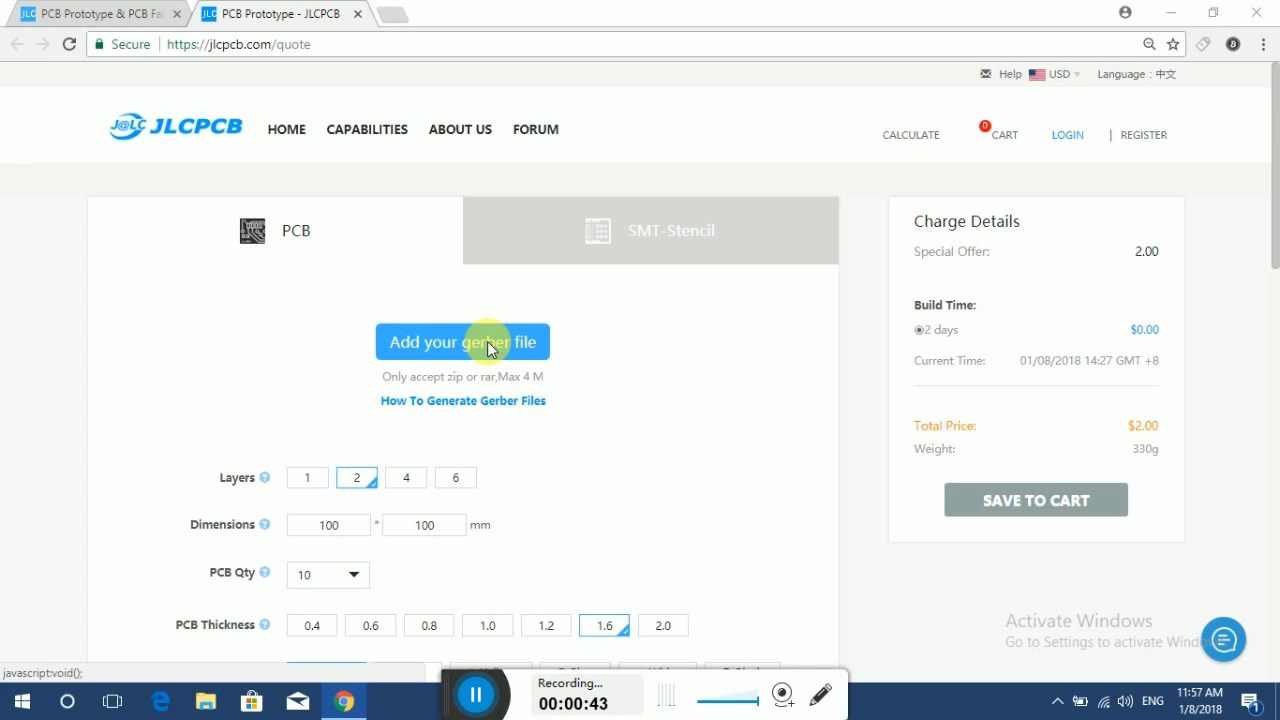 PCB Prototype & PCB Fa
PCB Prototype - JLCPCB
Secure
https://jlcpcb.com/quote
Help
USD
Language : 中文
J@LC JLCPCB
HOME
CAPABILITIES
ABOUT US
FORUM
CALCULATE
0
CART
LOGIN
| REGISTER
PCB
SMT-Stencil
Add your gerber file
Only accept zip or rar,Max 4 M
How To Generate Gerber Files
Layers ? 1 2 4 6
Dimensions ? 100 * 100 mm
PCB Qty ? 10
PCB Thickness ? 0.4 0.6 0.8 1.0 1.2 1.6 2.0
Charge Details
Special Offer: 2.00
Build Time:
2 days $0.00
Current Time: 01/08/2018 14:27 GMT +8
Total Price: $2.00
Weight: 330g
SAVE TO CART
Activate Windows
Go to Settings to activate Windo
javascript:void();
Recording...
00:00:43
ENG
11:57 AM
1/8/2018
1